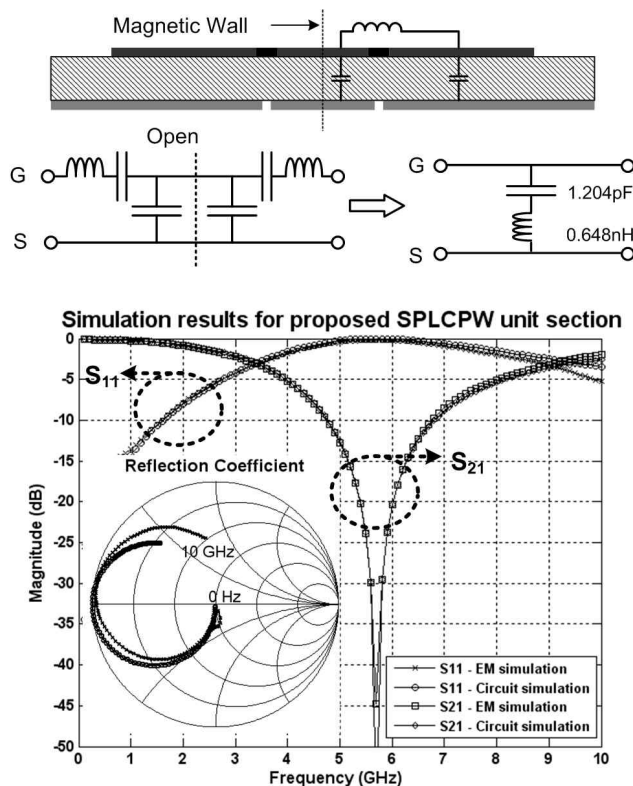 Magnetic Wall
Open
G
S
G
1.204pF
0.648nH
S
Simulation results for proposed SPLCPW unit section
0
-5
-10
-15
-20
-25
-30
-35
-40
-45
-50
Magnitude (dB)
S11
S21
Reflection Coefficient
10 GHz
0 Hz
S11 - EM simulation
S11 - Circuit simulation
S21 - EM simulation
S21 - Circuit simulation
0 1 2 3 4 5 6 7 8 9 10
Frequency (GHz)